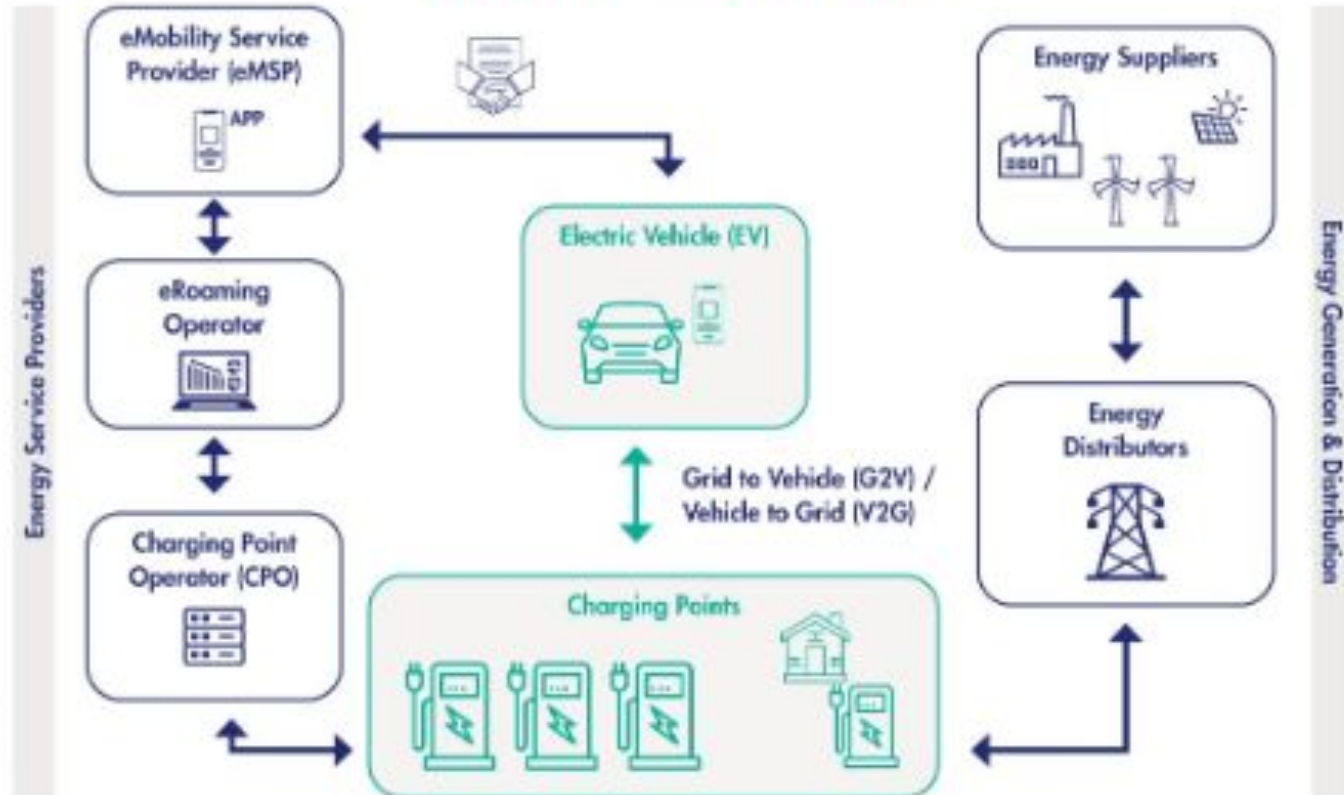 eMobility Service
Provider (eMSP)
APP
Energy Suppliers
Electric Vehicle (EV)
eRoaming
Operator
Energy
Distributors
Grid to Vehicle (G2V) /
Vehicle to Grid (V2G)
Charging Point
Operator (CPO)
Charging Points
Energy Service Providers
Energy Generation & Distribution